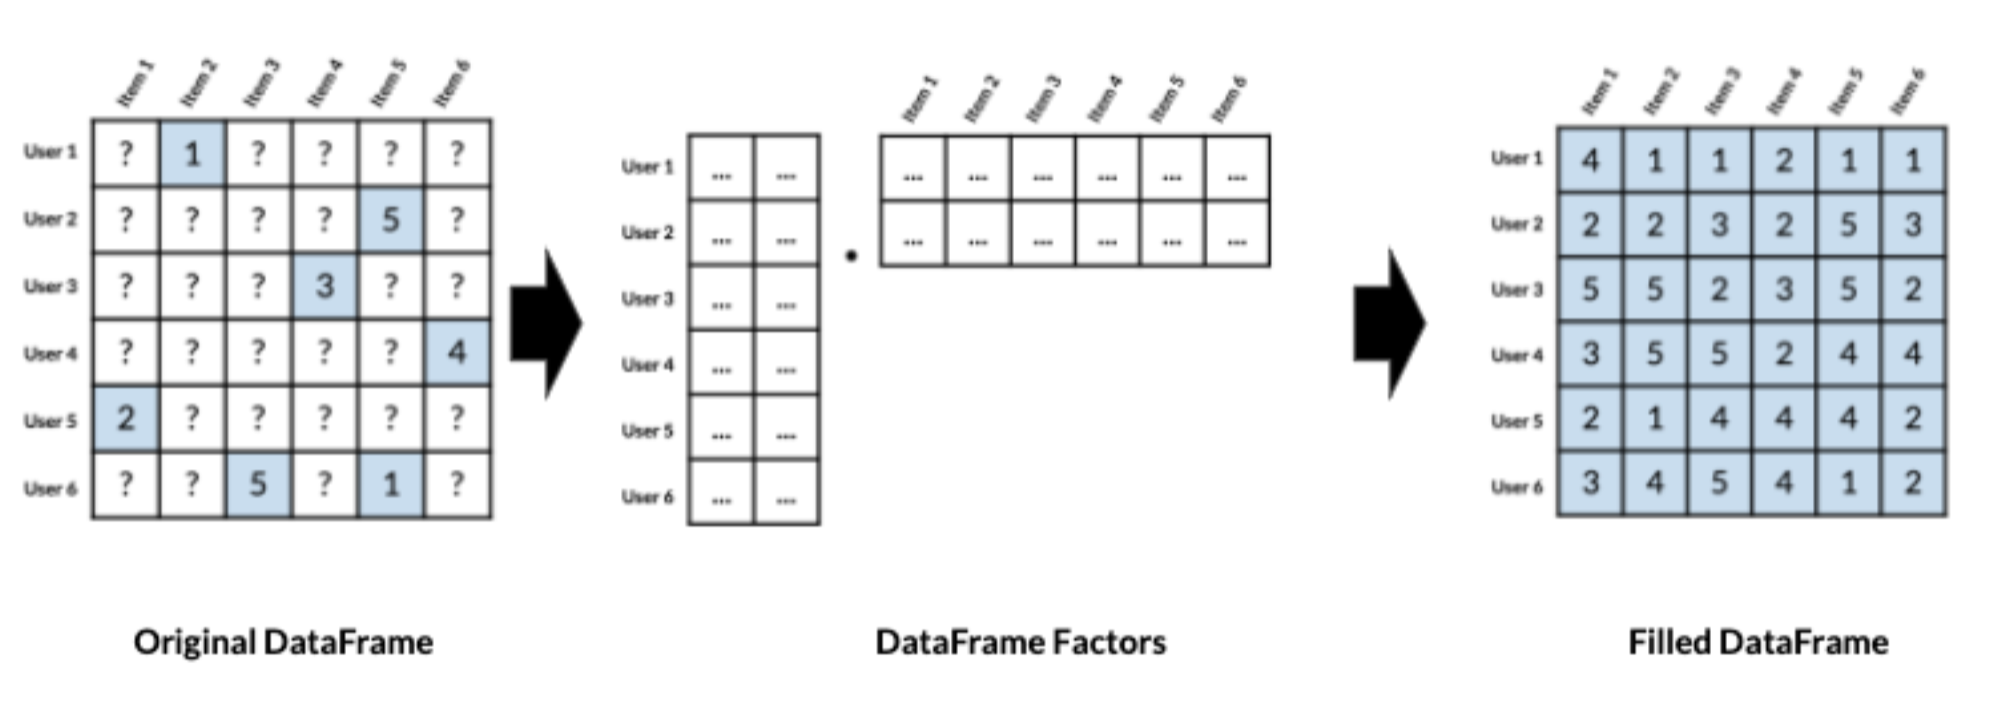 Item 1 Item 2 Item 3 Item 4 Item 5 Item 6
User 1 ? 1 ? ? ? ?
User 2 ? ? ? ? 5 ?
User 3 ? ? ? 3 ? ?
User 4 ? ? ? ? ? 4
User 5 2 ? ? ? ? ?
User 6 ? ? 5 ? 1 ?
Original DataFrame
User 1 ... ...
User 2 ... ...
User 3 ... ...
User 4 ... ...
User 5 ... ...
User 6 ... ...
.
Item 1 Item 2 Item 3 Item 4 Item 5 Item 6
... ... ... ... ... ...
... ... ... ... ... ...
DataFrame Factors
Item 1 Item 2 Item 3 Item 4 Item 5 Item 6
User 1 4 1 1 2 1 1
User 2 2 2 3 2 5 3
User 3 5 5 2 3 5 2
User 4 3 5 5 2 4 4
User 5 2 1 4 4 4 2
User 6 3 4 5 4 1 2
Filled DataFrame